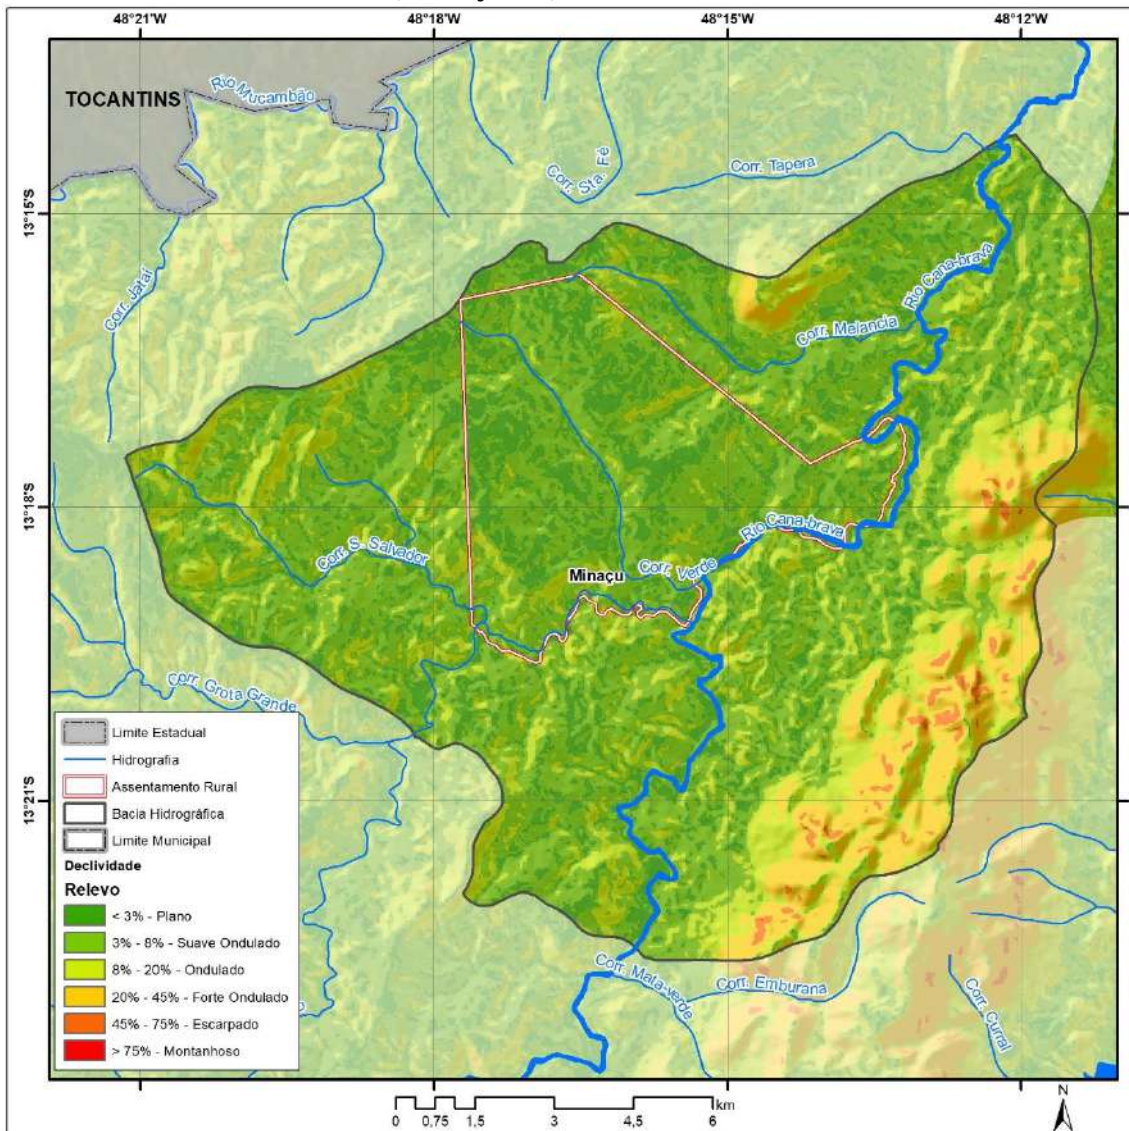 48°21'W
48°18'W
48°15'W
48°12'W
TOCANTINS
Rio Mucambão
Corr. Sta. Fé
Corr. Tapera
13°15'S
Corr. Jataí
Rio Cana-brava
Corr. Melancia
13°18'S
Corr. S. Salvador
Rio Cana-brava
Minaçu
Corr. Verde
Corr. Grota Grande
13°21'S
Corr. Mata-verde
Corr. Emburana
Corr. Curral
Limite Estadual
Hidrografia
Assentamento Rural
Bacia Hidrográfica
Limite Municipal
Declividade
Relevo
< 3% - Plano
3% - 8% - Suave Ondulado
8% - 20% - Ondulado
20% - 45% - Forte Ondulado
45% - 75% - Escarpado
> 75% - Montanhoso
0 0,75 1,5 3 4,5 6 km
N